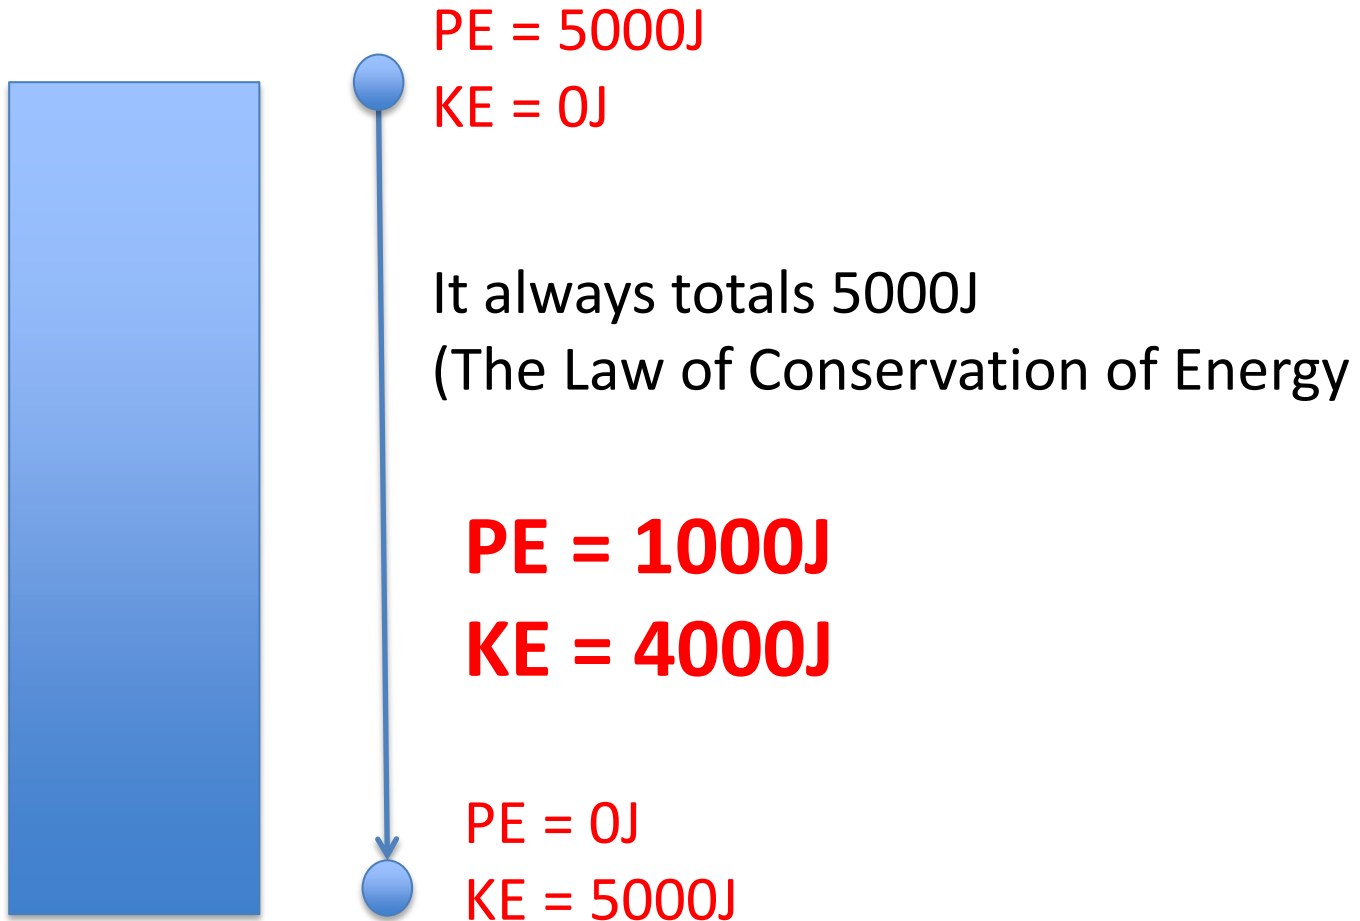 PE = 5000J
KE = 0J
It always totals 5000J
(The Law of Conservation of Energy
PE = 1000J
KE = 4000J
PE = 0J
KE = 5000J